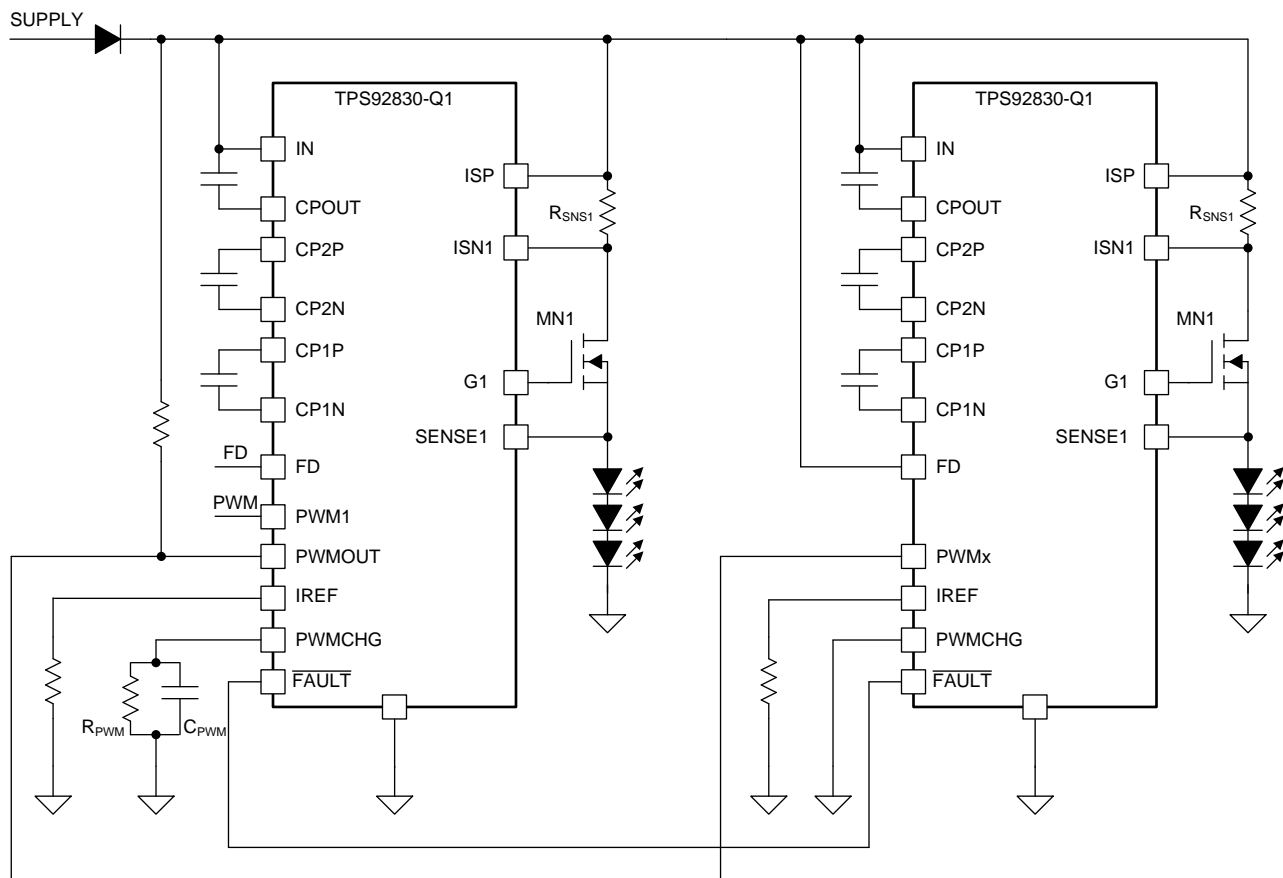 SUPPLY
TPS92830-Q1
IN
CPOUT
CP2P
CP2N
CP1P
CP1N
FD
FD
PWM
PWM1
PWMOUT
IREF
PWMCHG
FAULT
ISP
RSNS1
ISN1
MN1
G1
SENSE1
RPWM
CPWM
TPS92830-Q1
IN
CPOUT
CP2P
CP2N
CP1P
CP1N
FD
PWMx
IREF
PWMCHG
FAULT
ISP
RSNS1
ISN1
MN1
G1
SENSE1